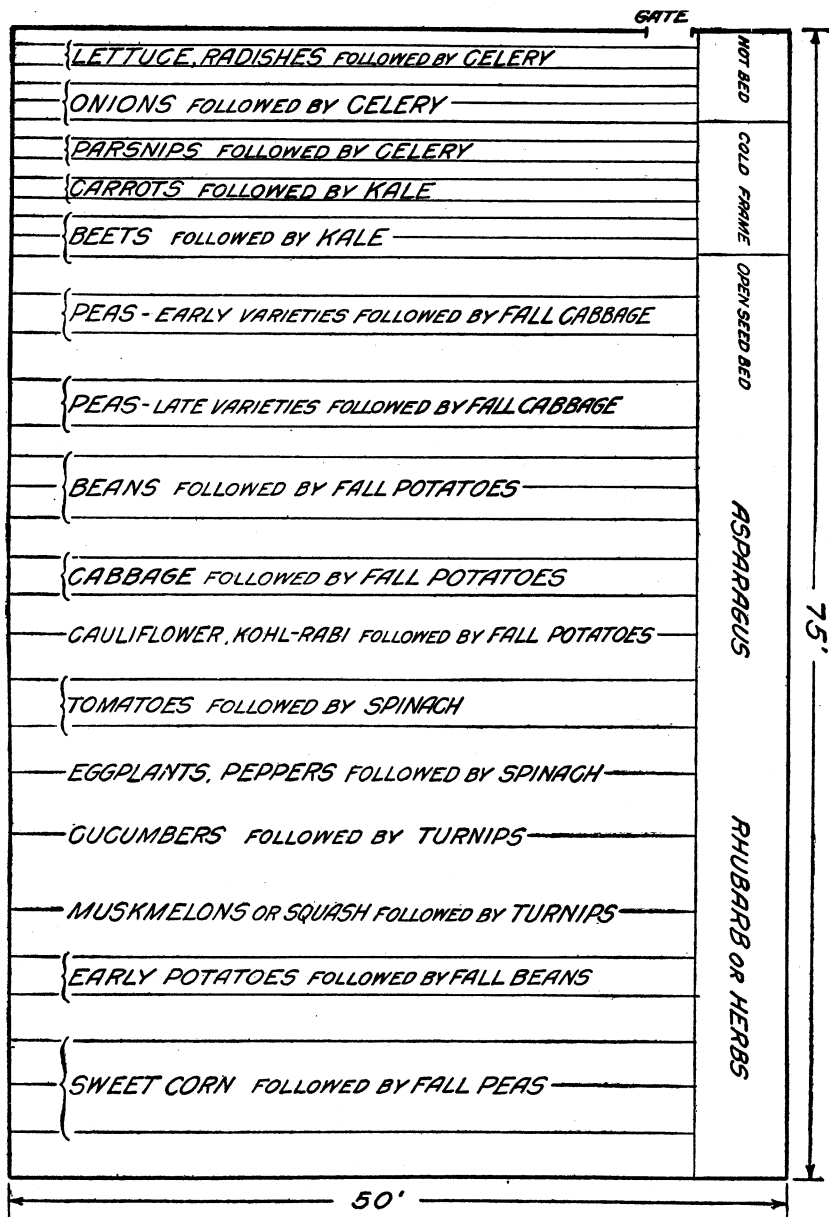 GATE
LETTUCE, RADISHES FOLLOWED BY CELERY
ONIONS FOLLOWED BY CELERY
PARSNIPS FOLLOWED BY CELERY
CARROTS FOLLOWED BY KALE
BEETS FOLLOWED BY KALE
PEAS - EARLY VARIETIES FOLLOWED BY FALL CABBAGE
PEAS - LATE VARIETIES FOLLOWED BY FALL CABBAGE
BEANS FOLLOWED BY FALL POTATOES
CABBAGE FOLLOWED BY FALL POTATOES
CAULIFLOWER, KOHL-RABI FOLLOWED BY FALL POTATOES
TOMATOES FOLLOWED BY SPINACH
EGGPLANTS, PEPPERS FOLLOWED BY SPINACH
CUCUMBERS FOLLOWED BY TURNIPS
MUSKMELONS OR SQUASH FOLLOWED BY TURNIPS
EARLY POTATOES FOLLOWED BY FALL BEANS
SWEET CORN FOLLOWED BY FALL PEAS
HOT BED
COLD FRAME
OPEN SEED BED
ASPARAGUS
RHUBARB OR HERBS
75'
50'